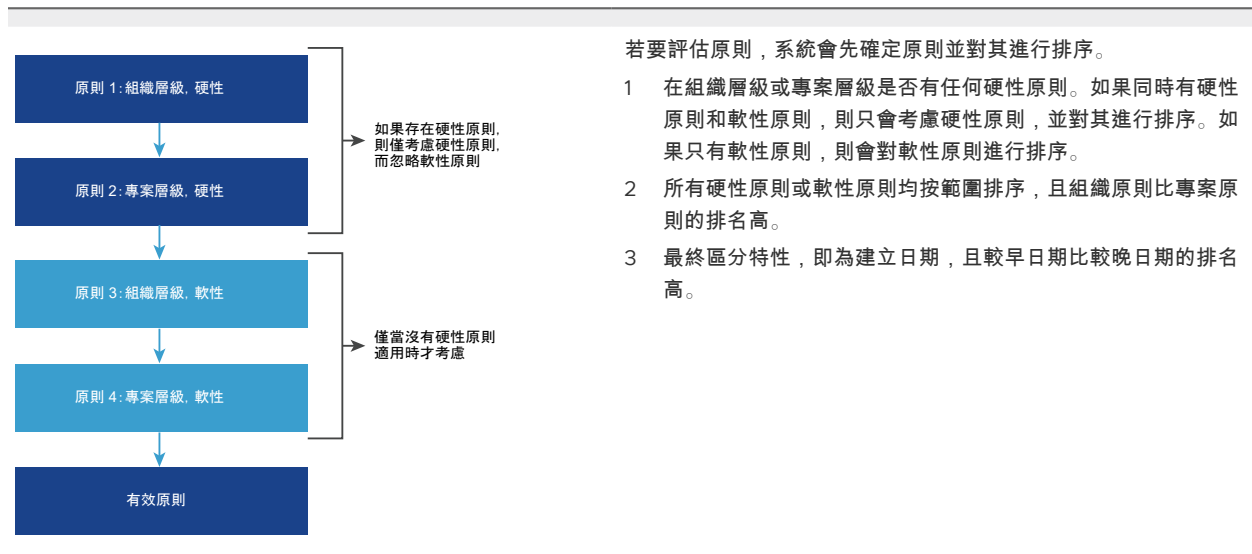 原則 1：組織層級, 硬性
原則 2：專案層級, 硬性
原則 3：組織層級, 軟性
原則 4：專案層級, 軟性
有效原則
如果存在硬性原則,
則僅考慮硬性原則,
而忽略軟性原則
僅當沒有硬性原則
適用時才考慮
若要評估原則，系統會先確定原則並對其進行排序。
1 在組織層級或專案層級是否有任何硬性原則。如果同時有硬性
原則和軟性原則，則只會考慮硬性原則，並對其進行排序。如
果只有軟性原則，則會對軟性原則進行排序。
2 所有硬性原則或軟性原則均按範圍排序，且組織原則比專案原
則的排名高。
3 最終區分特性，即為建立日期，且較早日期比較晚日期的排名
高。